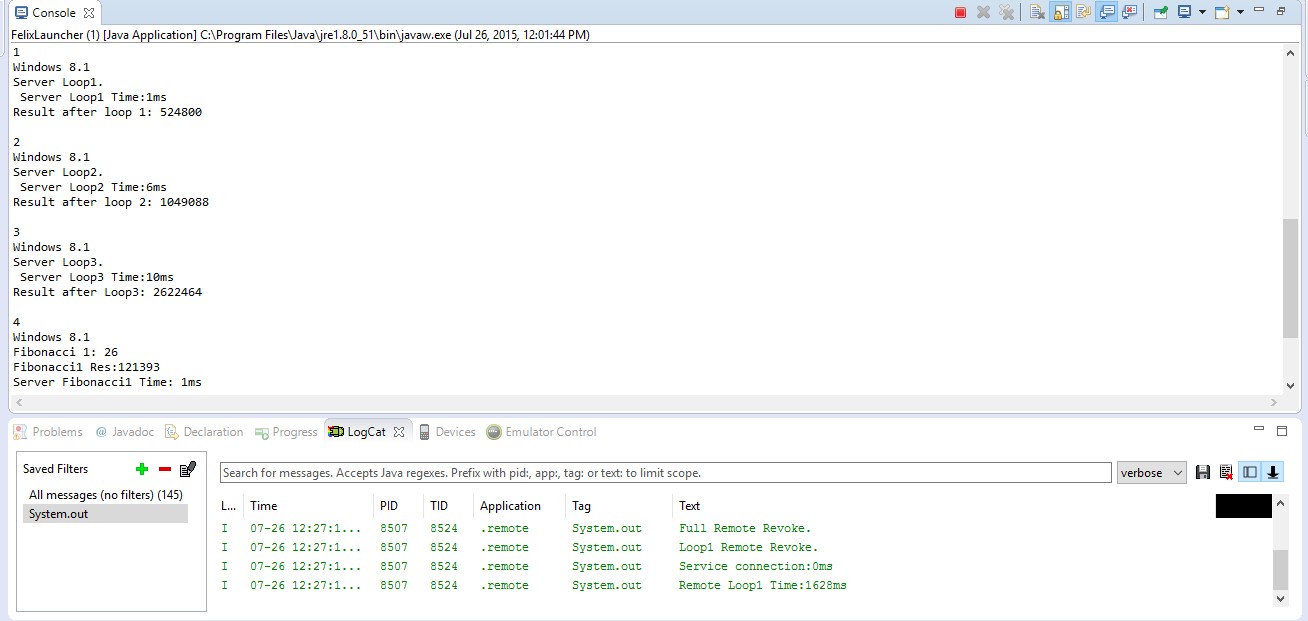 Console
FelixLauncher (1) [Java Application] C:\Program Files\Java\jre1.8.0_51\bin\javaw.exe (Jul 26, 2015, 12:01:44 PM)
1
Windows 8.1
Server Loop1.
Server Loop1 Time:1ms
Result after loop 1: 524800
2
Windows 8.1
Server Loop2.
Server Loop2 Time:6ms
Result after loop 2: 1049088
3
Windows 8.1
Server Loop3.
Server Loop3 Time:10ms
Result after Loop3: 2622464
4
Windows 8.1
Fibonacci 1: 26
Fibonacci1 Res:121393
Server Fibonacci1 Time: 1ms
Problems @ Javadoc Declaration Progress LogCat Devices Emulator Control
Saved Filters
All messages (no filters) (145)
System.out
Search for messages. Accepts Java regexes. Prefix with pid:, app:, tag: or text: to limit scope. verbose
L... Time PID TID Application Tag Text
I 07-26 12:27:1... 8507 8524 .remote System.out Full Remote Revoke.
I 07-26 12:27:1... 8507 8524 .remote System.out Loop1 Remote Revoke.
I 07-26 12:27:1... 8507 8524 .remote System.out Service connection:0ms
I 07-26 12:27:1... 8507 8524 .remote System.out Remote Loop1 Time:1628ms